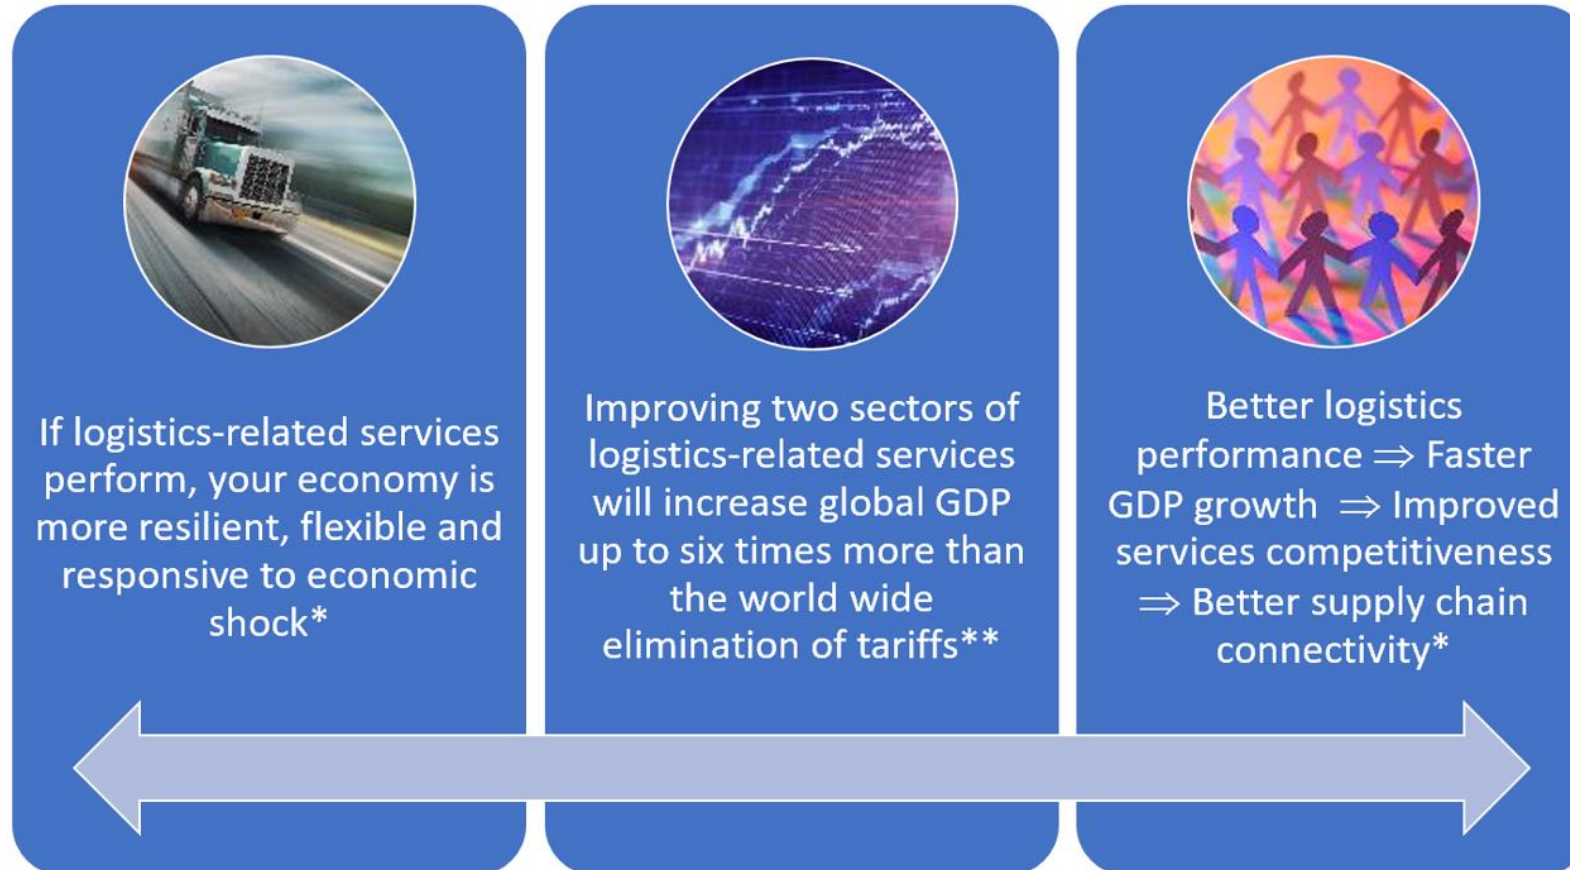 If logistics-related services
perform, your economy is
more resilient, flexible and
responsive to economic
shock*
Improving two sectors of
logistics-related services
will increase global GDP
up to six times more than
the world wide
elimination of tariffs**
Better logistics
performance ⇒ Faster
GDP growth ⇒ Improved
services competitiveness
⇒ Better supply chain
connectivity*